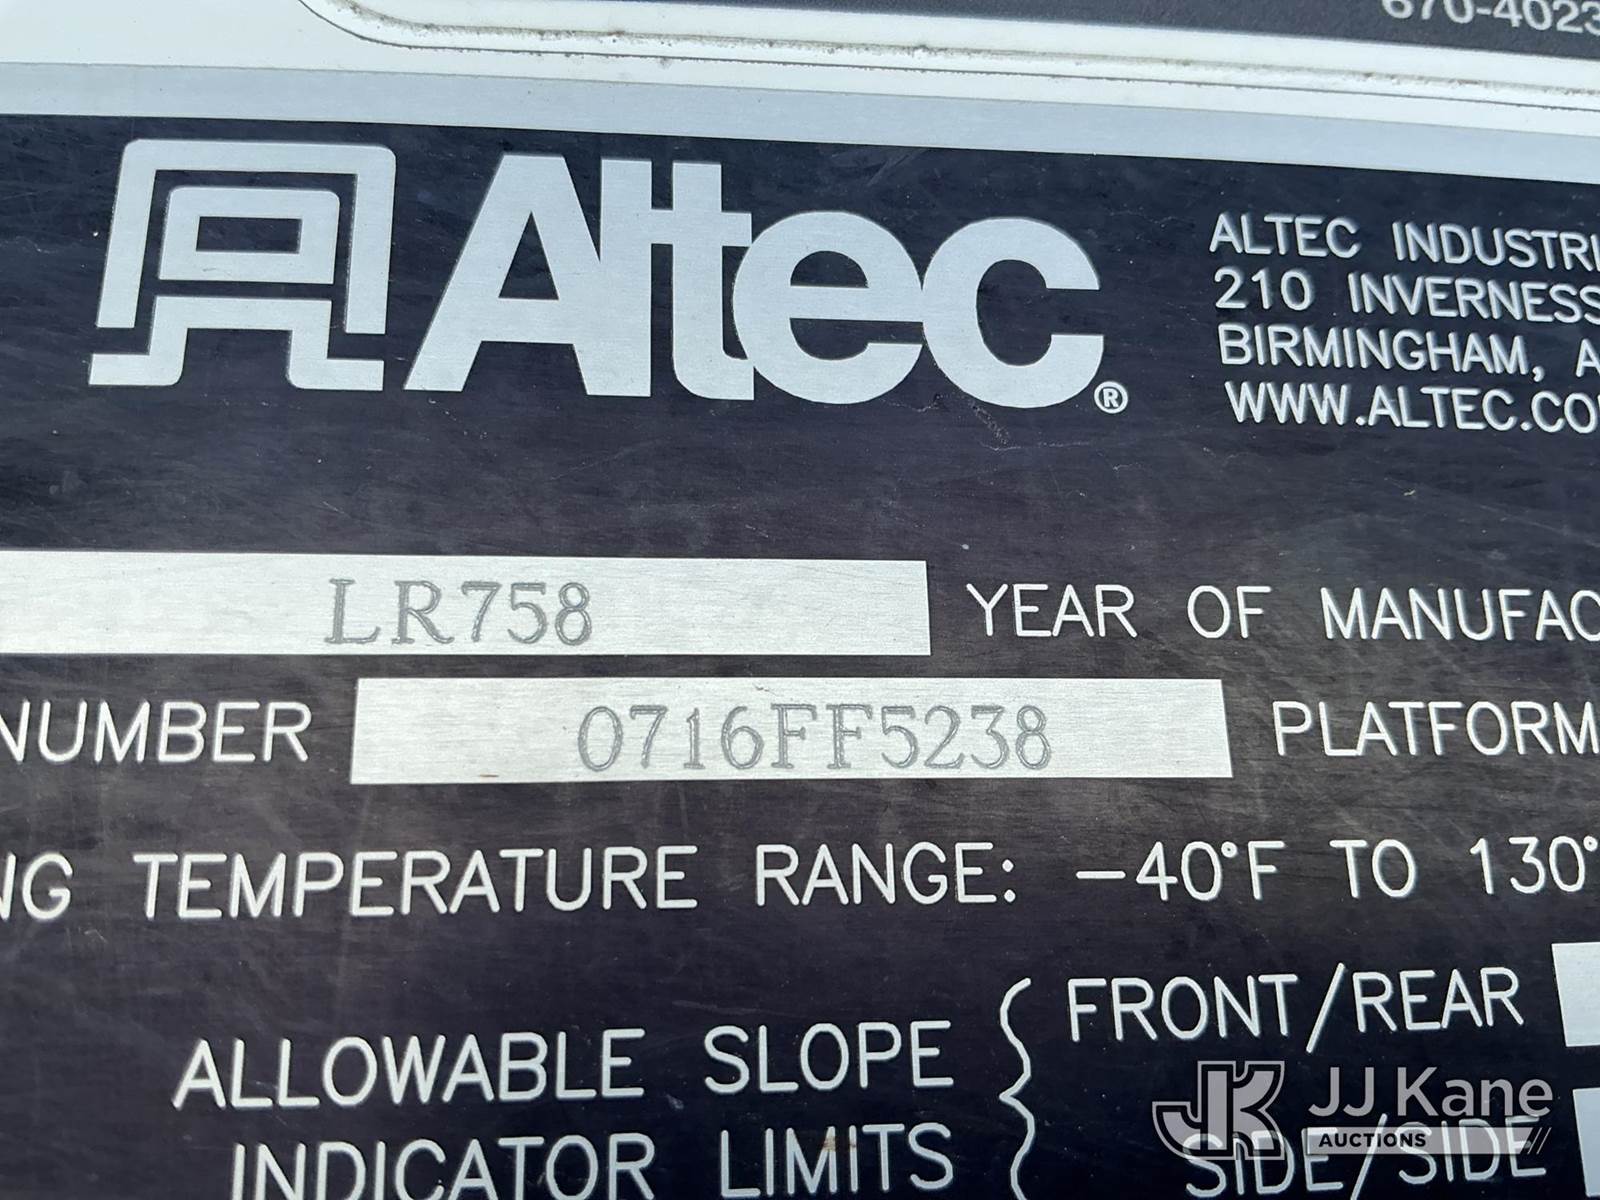 670-4023
Altec®
ALTEC INDUSTRI
210 INVERNESS
BIRMINGHAM, A
WWW.ALTEC.CO
LR758 YEAR OF MANUFAC
NUMBER 0716FF5238 PLATFORM
NG TEMPERATURE RANGE: -40°F TO 130°
ALLOWABLE SLOPE { FRONT/REAR
INDICATOR LIMITS SIDE/SIDE
JK JJ Kane
AUCTIONS